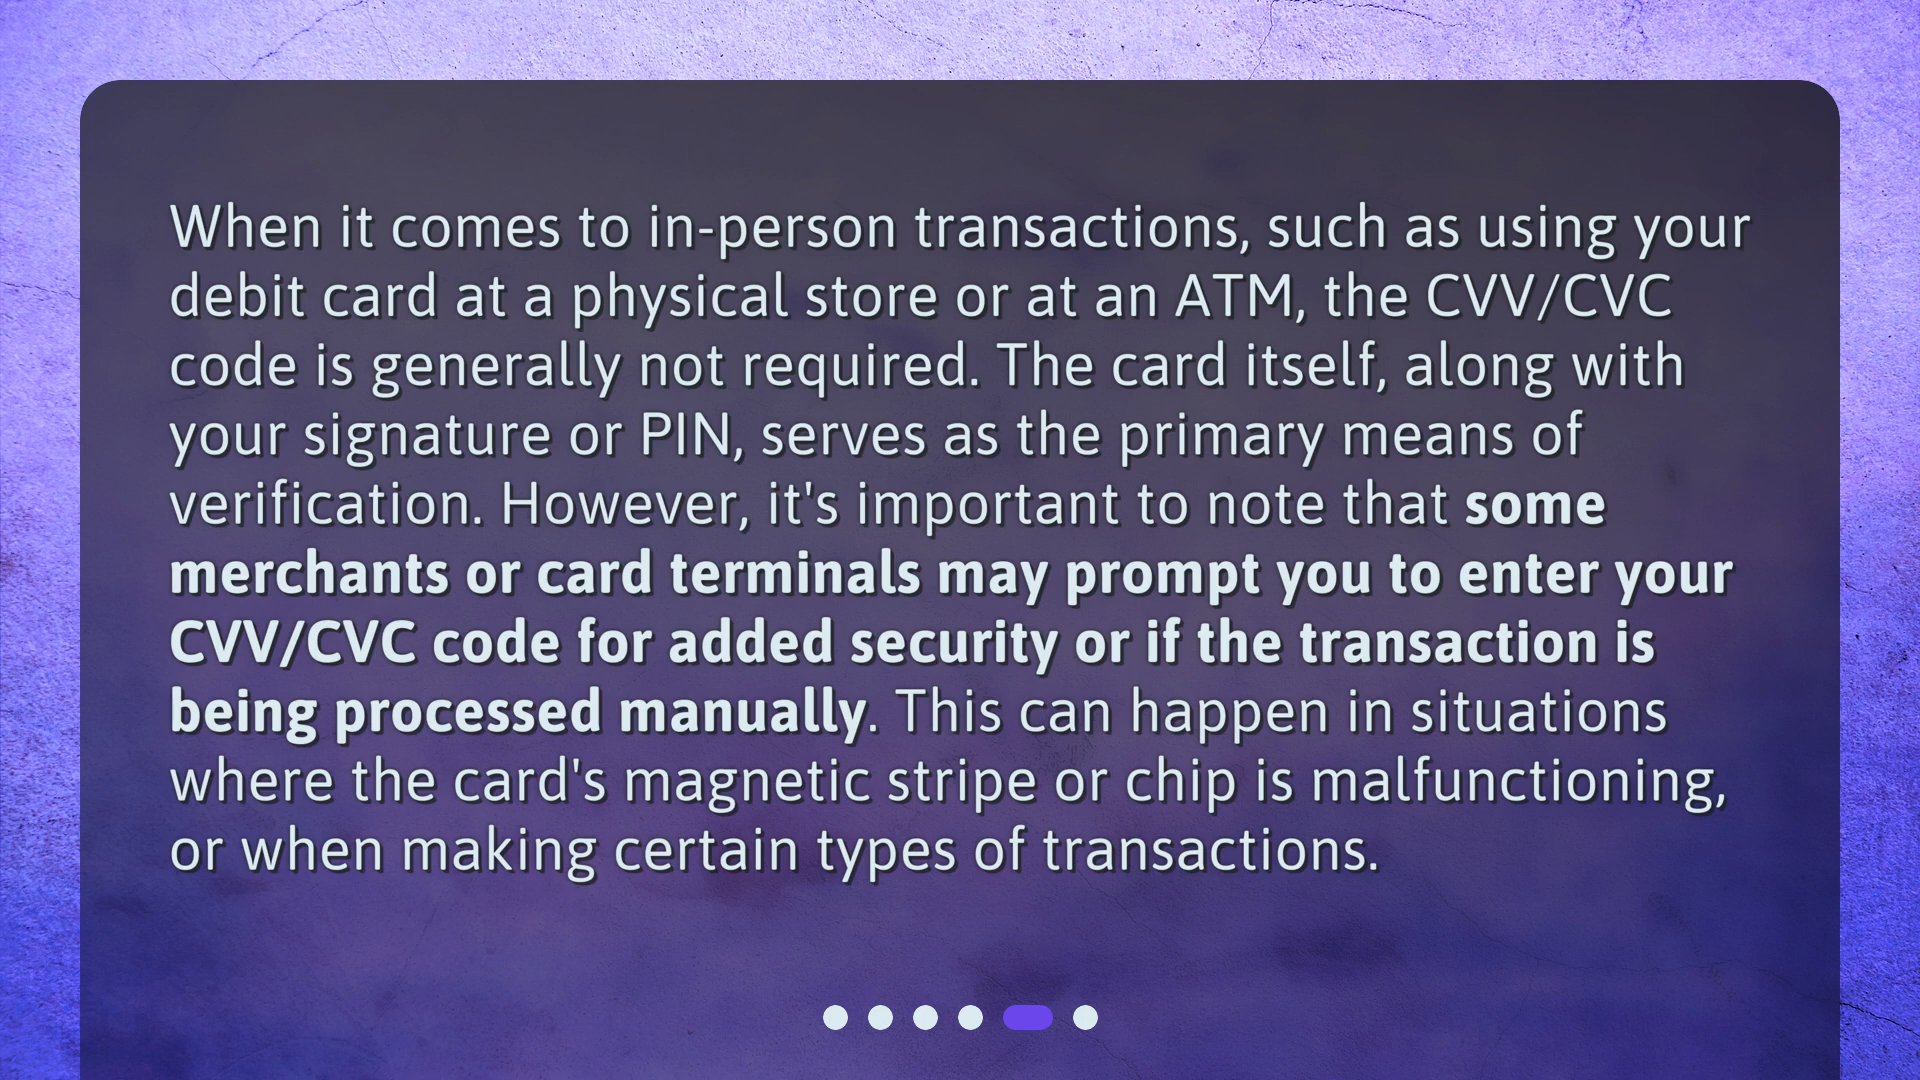 When it comes to in-person transactions, such as using your
debit card at a physical store or at an ATM, the CVV/CVC
code is generally not required. The card itself, along with
your signature or PIN, serves as the primary means of
verification. However, it's important to note that some
merchants or card terminals may prompt you to enter your
CVV/CVC code for added security or if the transaction is
being processed manually. This can happen in situations
where the card's magnetic stripe or chip is malfunctioning,
or when making certain types of transactions.